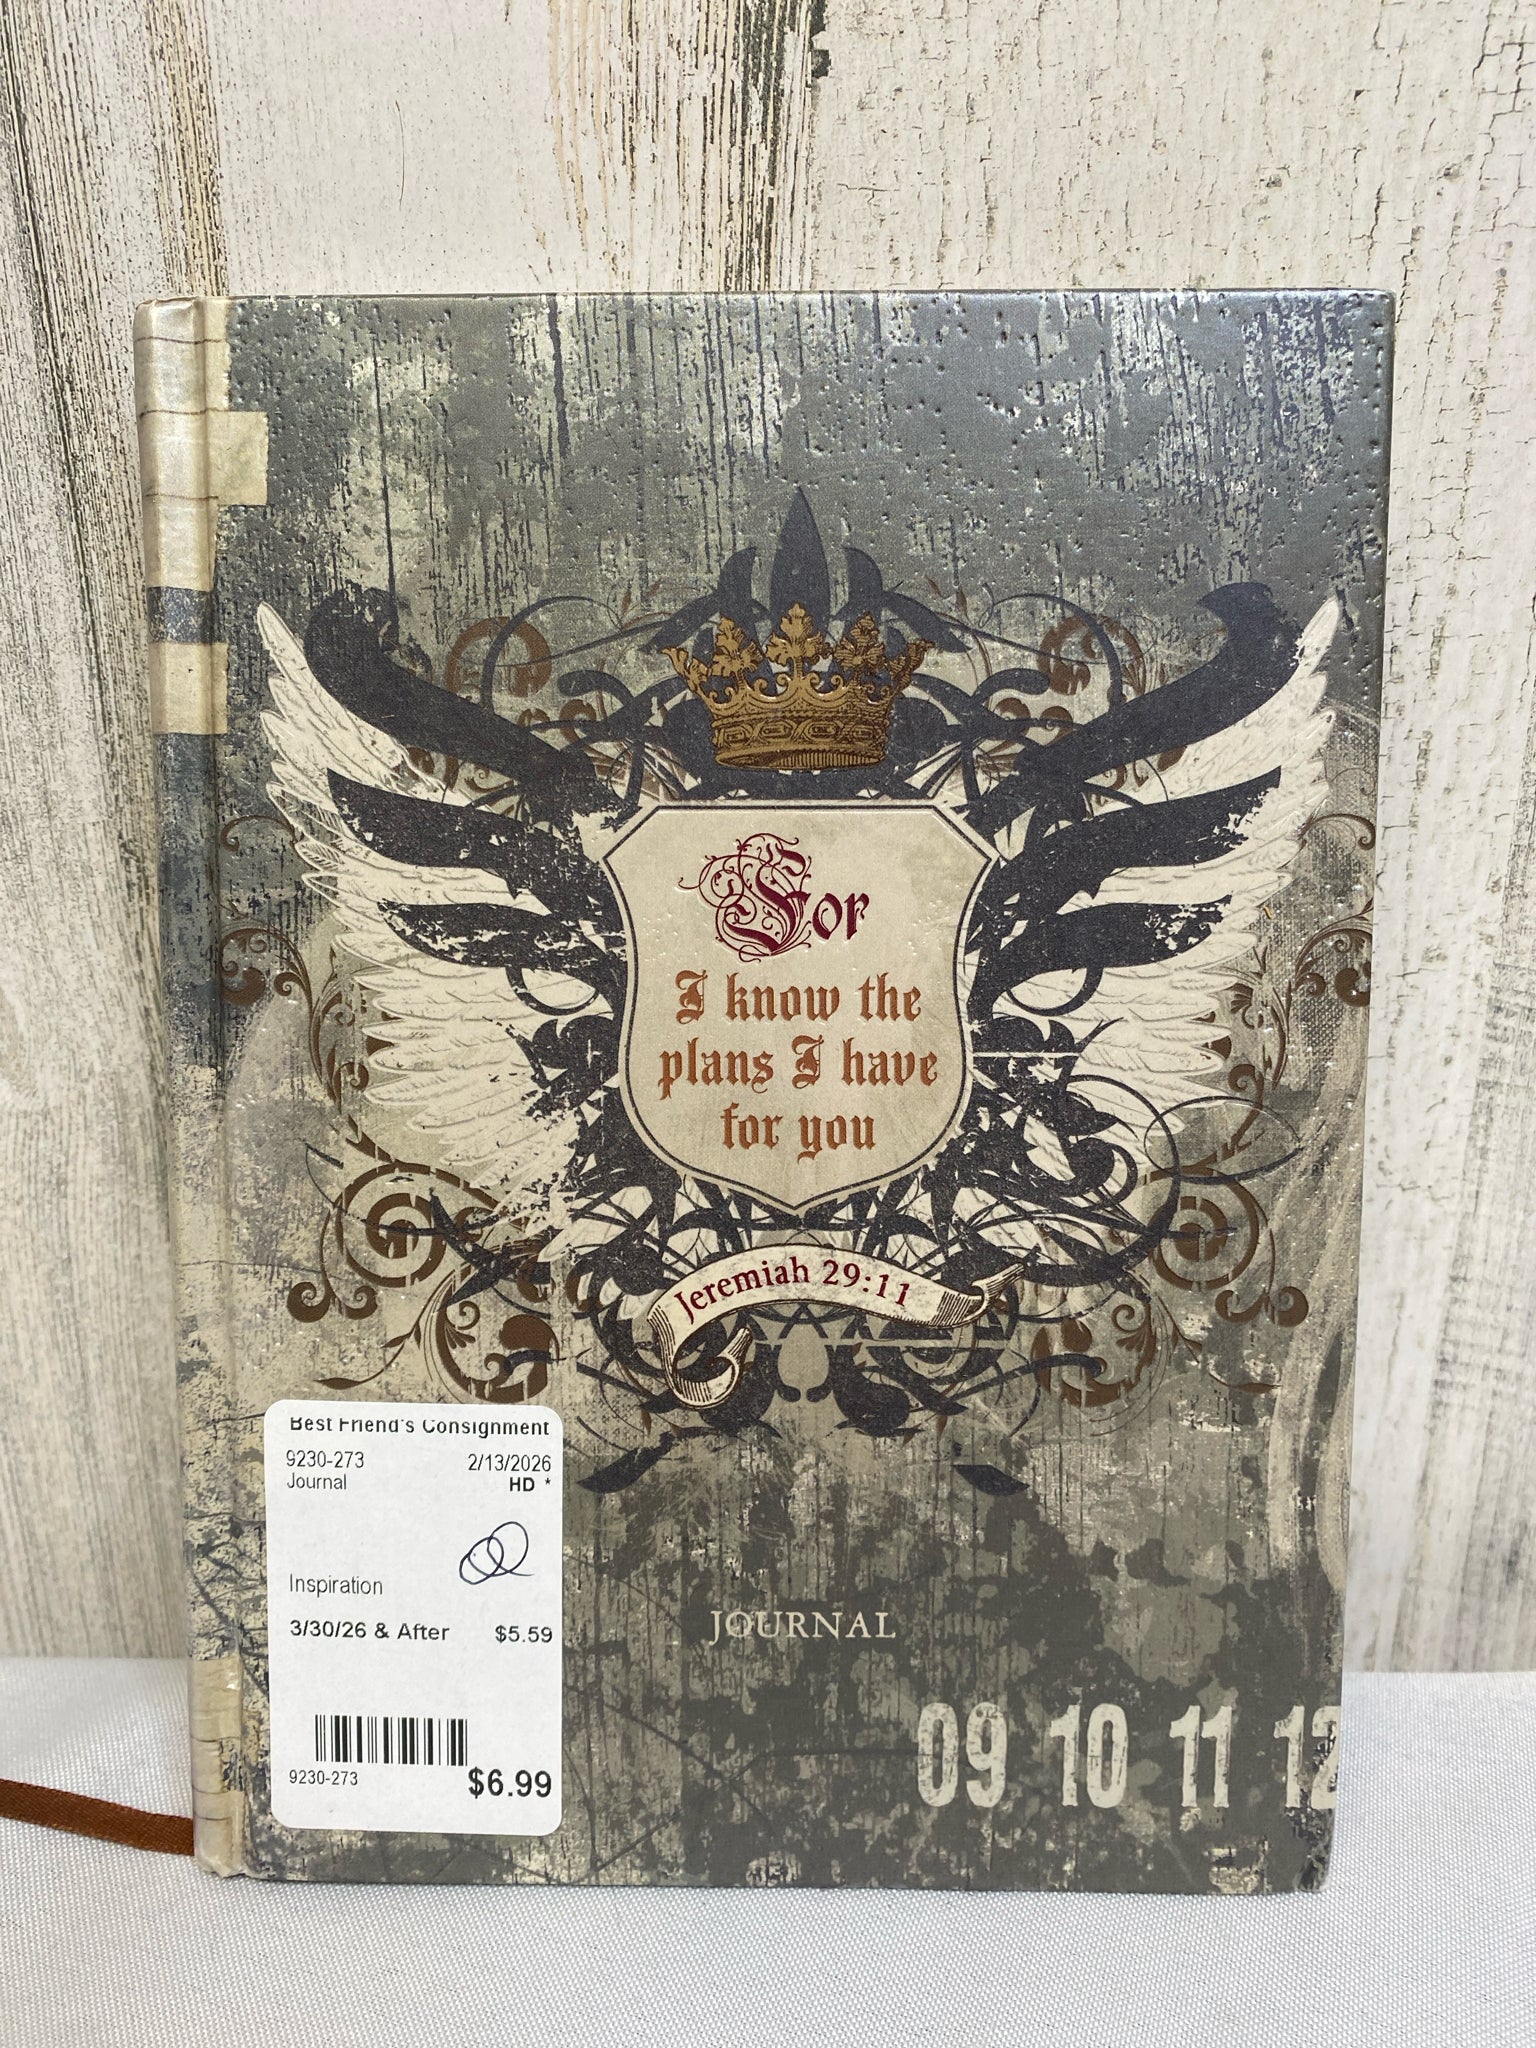 For
I know the
plans I have
for you
Jeremiah 29:11
Best Friend's Consignment
9230-273 2/13/2026
Journal HD *
Inspiration
3/30/26 & After $5.59
9230-273 $6.99
JOURNAL
09 10 11 12